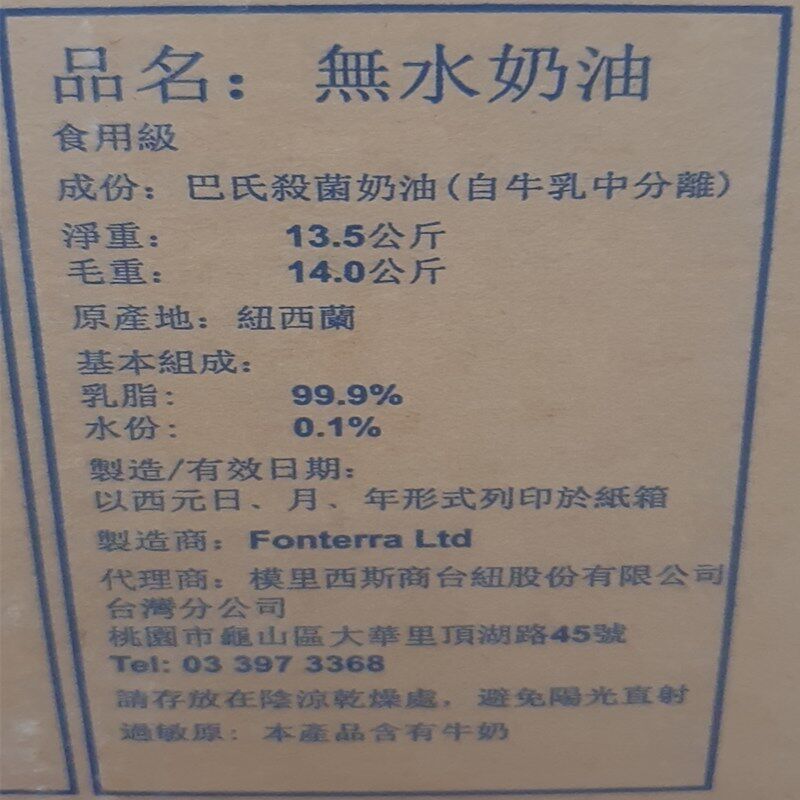 品名：無水奶油
食用級
成份：巴氏殺菌奶油(自牛乳中分離)
淨重： 13.5公斤
毛重： 14.0公斤
原產地：紐西蘭
基本組成：
乳脂： 99.9%
水份： 0.1%
製造/有效日期：
以西元日、月、年形式列印於紙箱
製造商：Fonterra Ltd
代理商：模里西斯商台紐股份有限公司
台灣分公司
桃園市龜山區大華里頂湖路45號
Tel: 03 397 3368
請存放在陰涼乾燥處，避免陽光直射
過敏原：本產品含有牛奶